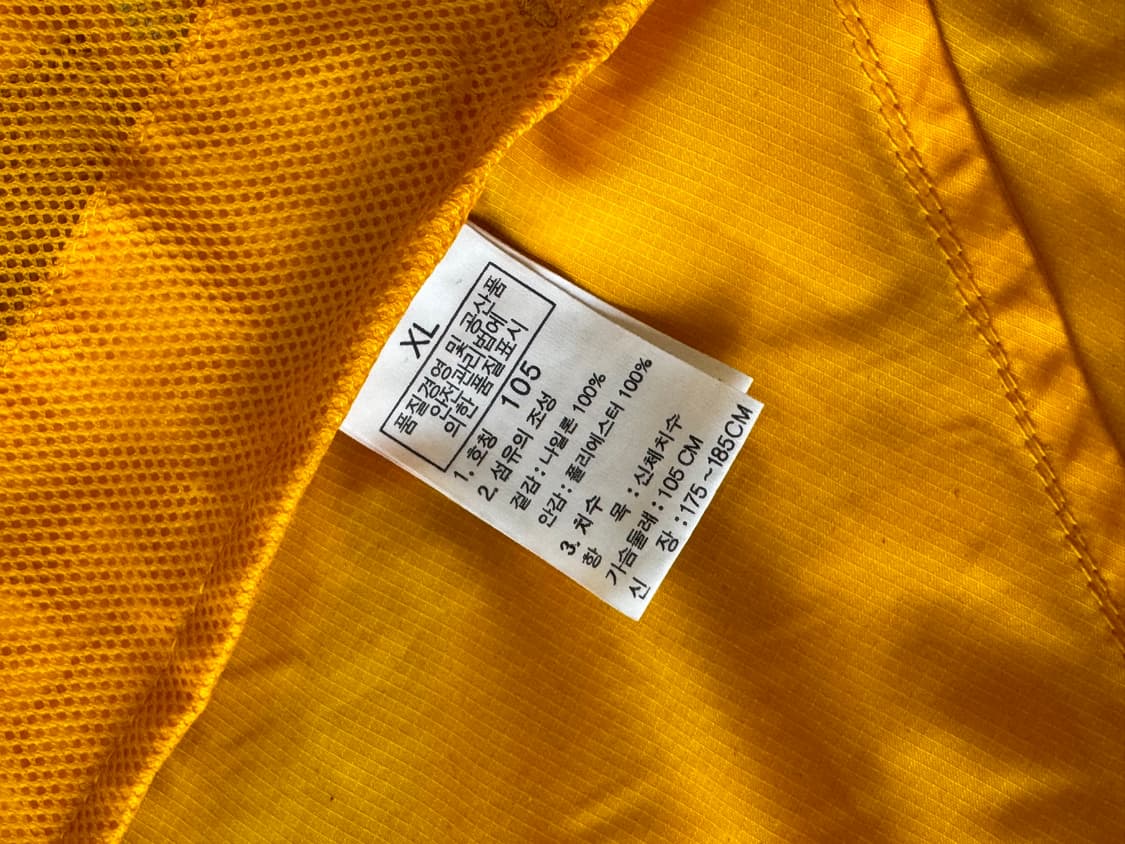 XL
품질경영 및 공산품
안전관리법에
의한 품질표시
1. 호칭 105
2. 섬유의 조성
겉감 : 나일론 100%
안감 : 폴리에스터 100%
3. 치수
항 목 : 신체치수
가슴둘레 : 105 CM
신 장 : 175 ~185CM